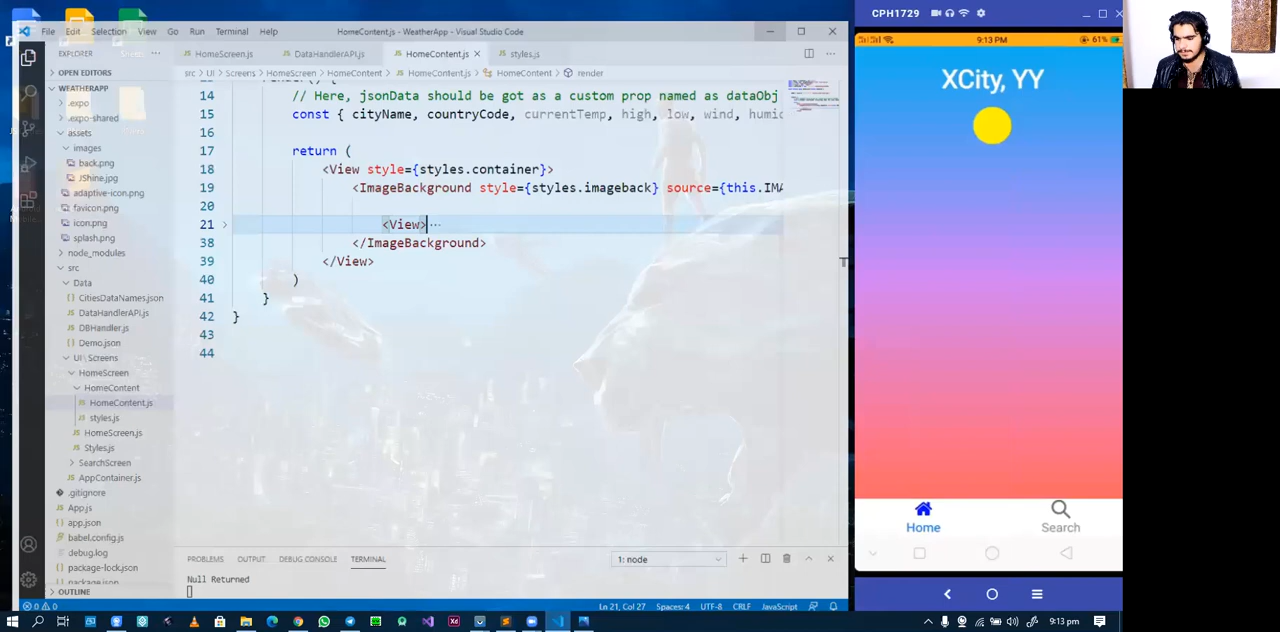 File Edit Selection View Go Run Terminal Help
HomeContent.js - WeatherApp - Visual Studio Code
EXPLORER
HomeScreen.js
DataHandlerAPI.js
HomeContent.js
styles.js
src > UI > Screens > HomeScreen > HomeContent > HomeContent.js > HomeContent > render
OPEN EDITORS
WEATHERAPP
.expo
.expo-shared
assets
images
back.png
JShine.jpg
adaptive-icon.png
favicon.png
icon.png
splash.png
node_modules
src
Data
CitiesDataNames.json
DataHandlerAPI.js
DBHandler.js
Demo.json
UI \ Screens
HomeScreen
HomeContent
HomeContent.js
styles.js
HomeScreen.js
Styles.js
SearchScreen
AppContainer.js
.gitignore
App.js
app.json
babel.config.js
debug.log
package-lock.json
package.json
OUTLINE
14 // Here, jsonData should be got as a custom prop named as dataObj
15 const { cityName, countryCode, currentTemp, high, low, wind, humid
16
17 return (
18 <View style={styles.container}>
19 <ImageBackground style={styles.imageback} source={this.IMA
20
21 <View> ...
38 </ImageBackground>
39 </View>
40 )
41 }
42 }
43
44
PROBLEMS OUTPUT DEBUG CONSOLE TERMINAL
1: node
Null Returned
0 0
Ln 21, Col 27 Spaces: 4 UTF-8 CRLF JavaScript
9:13 pm
CPH1729
9:13 PM
61%
XCity, YY
Home
Search